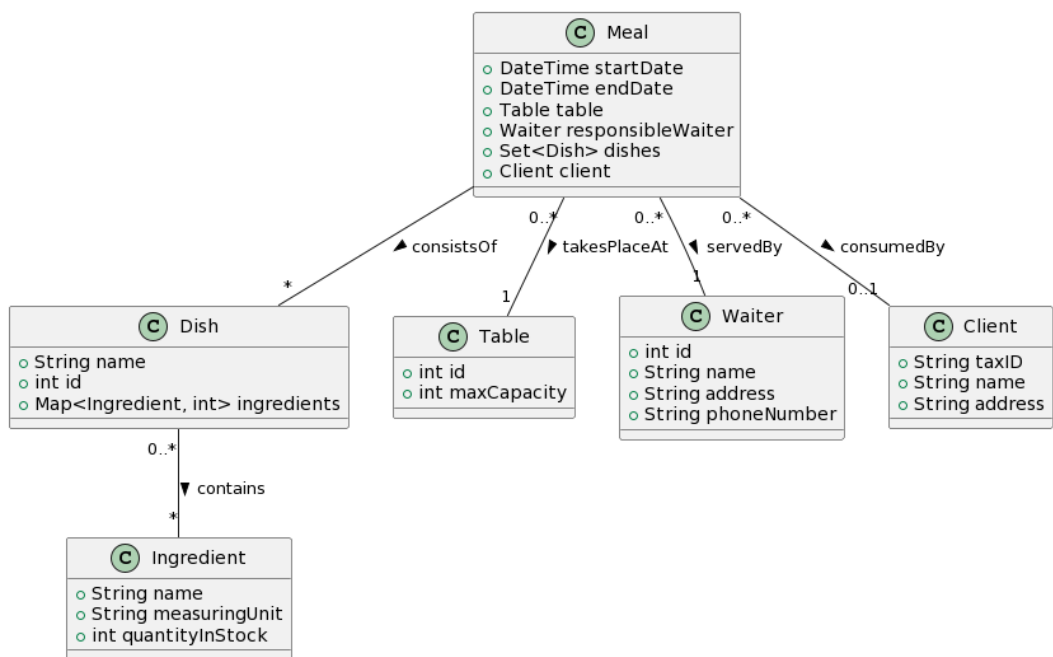 C Meal
DateTime startDate
DateTime endDate
Table table
Waiter responsibleWaiter
Set<Dish> dishes
Client client
0..* 0..* 0..*
consistsOf takesPlaceAt servedBy consumedBy
* 1 1 0..1
C Dish
String name
int id
Map<Ingredient, int> ingredients
C Table
int id
int maxCapacity
C Waiter
int id
String name
String address
String phoneNumber
C Client
String taxID
String name
String address
0..*
contains
*
C Ingredient
String name
String measuringUnit
int quantityInStock